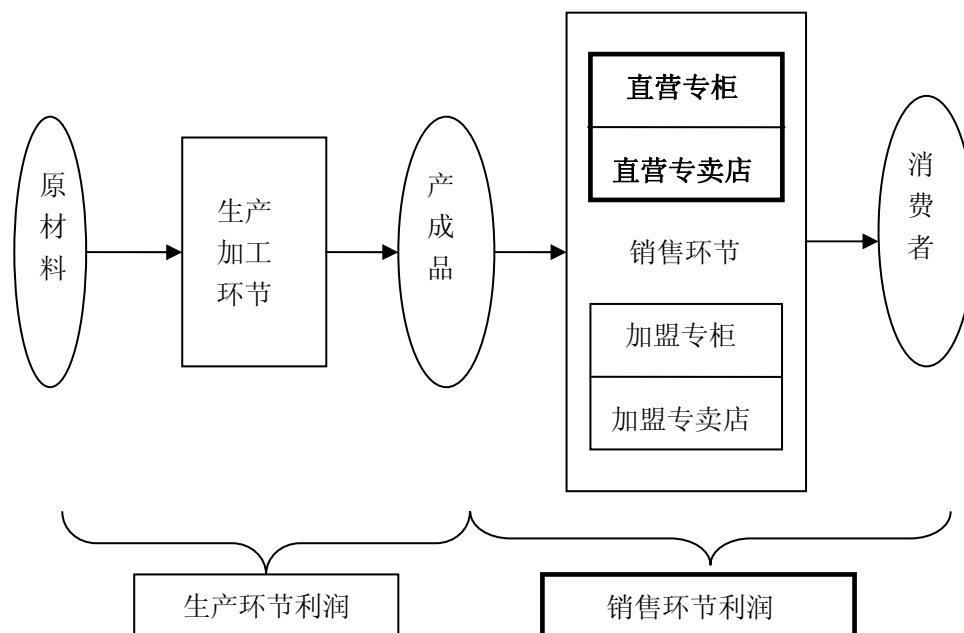 原材料
生产
加工
环节
产成品
直营专柜
直营专卖店
销售环节
加盟专柜
加盟专卖店
消费者
生产环节利润
销售环节利润